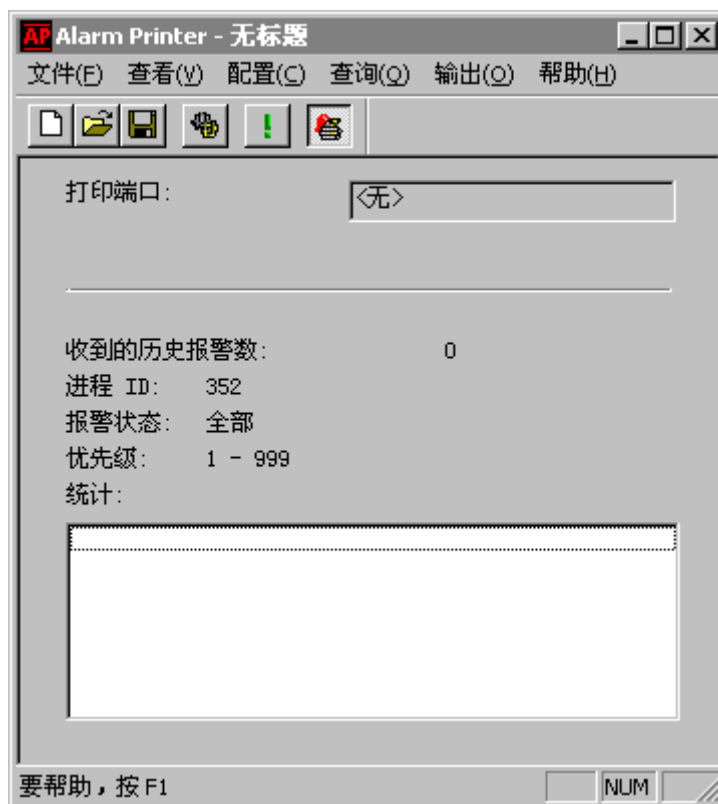 AP Alarm Printer - 无标题
文件(F) 查看(V) 配置(C) 查询(Q) 输出(O) 帮助(H)
打印端口: <无>
收到的历史报警数: 0
进程 ID: 352
报警状态: 全部
优先级: 1 - 999
统计:
要帮助，按 F1 NUM